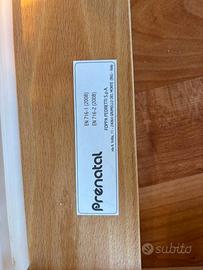 Prenatal
EN 716-1 (2008)
EN 716-2 (2008)
FOPPA PEDRETTI S.p.A.
subito